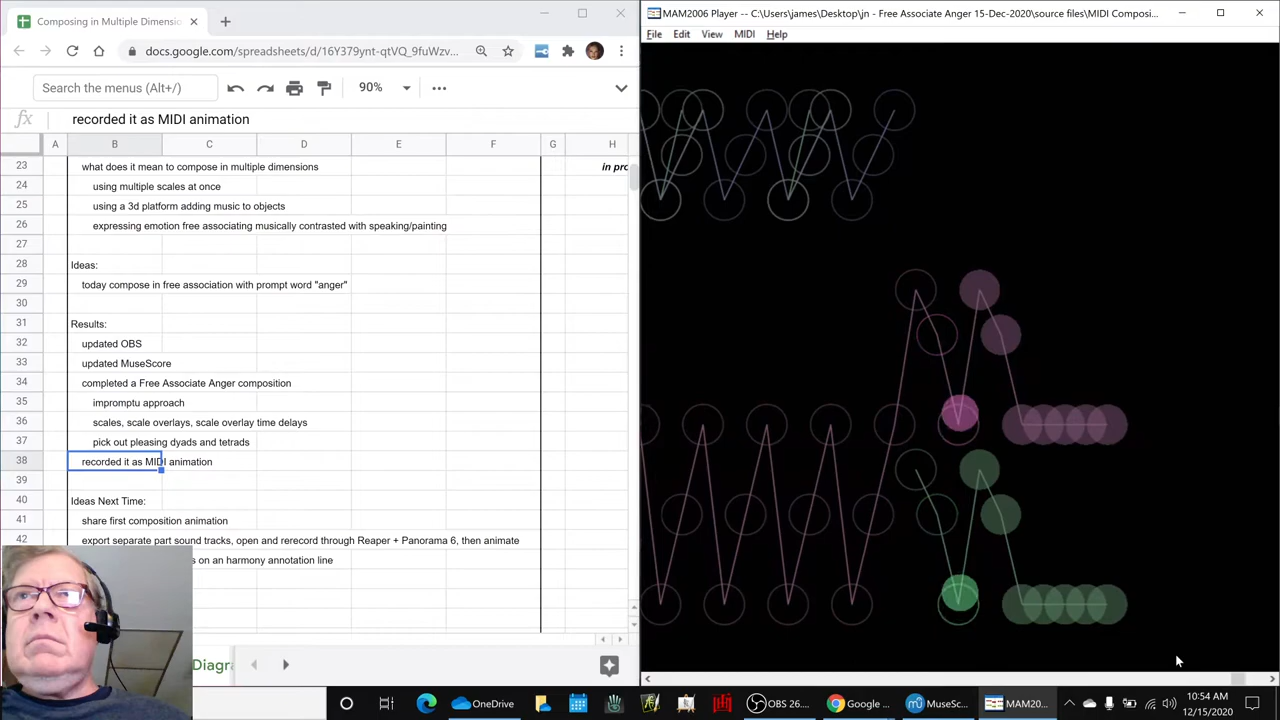 Composing in Multiple Dimensio
docs.google.com/spreadsheets/d/16Y379ynt-qtVQ_9fuWzv...
Search the menus (Alt+/)
90%
fx
recorded it as MIDI animation
A B C D E F G H
23 what does it mean to compose in multiple dimensions in pro
24 using multiple scales at once
25 using a 3d platform adding music to objects
26 expressing emotion free associating musically contrasted with speaking/painting
27
28 Ideas:
29 today compose in free association with prompt word "anger"
30
31 Results:
32 updated OBS
33 updated MuseScore
34 completed a Free Associate Anger composition
35 impromptu approach
36 scales, scale overlays, scale overlay time delays
37 pick out pleasing dyads and tetrads
38 recorded it as MIDI animation
39
40 Ideas Next Time:
41 share first composition animation
42 export separate part sound tracks, open and rerecord through Reaper + Panorama 6, then animate
on an harmony annotation line
Diagra
MAM2006 Player -- C:\Users\james\Desktop\jn - Free Associate Anger 15-Dec-2020\source files\MIDI Composi...
File Edit View MIDI Help
OneDrive
OBS 26....
Google ...
MuseSc...
MAM20...
10:54 AM
12/15/2020